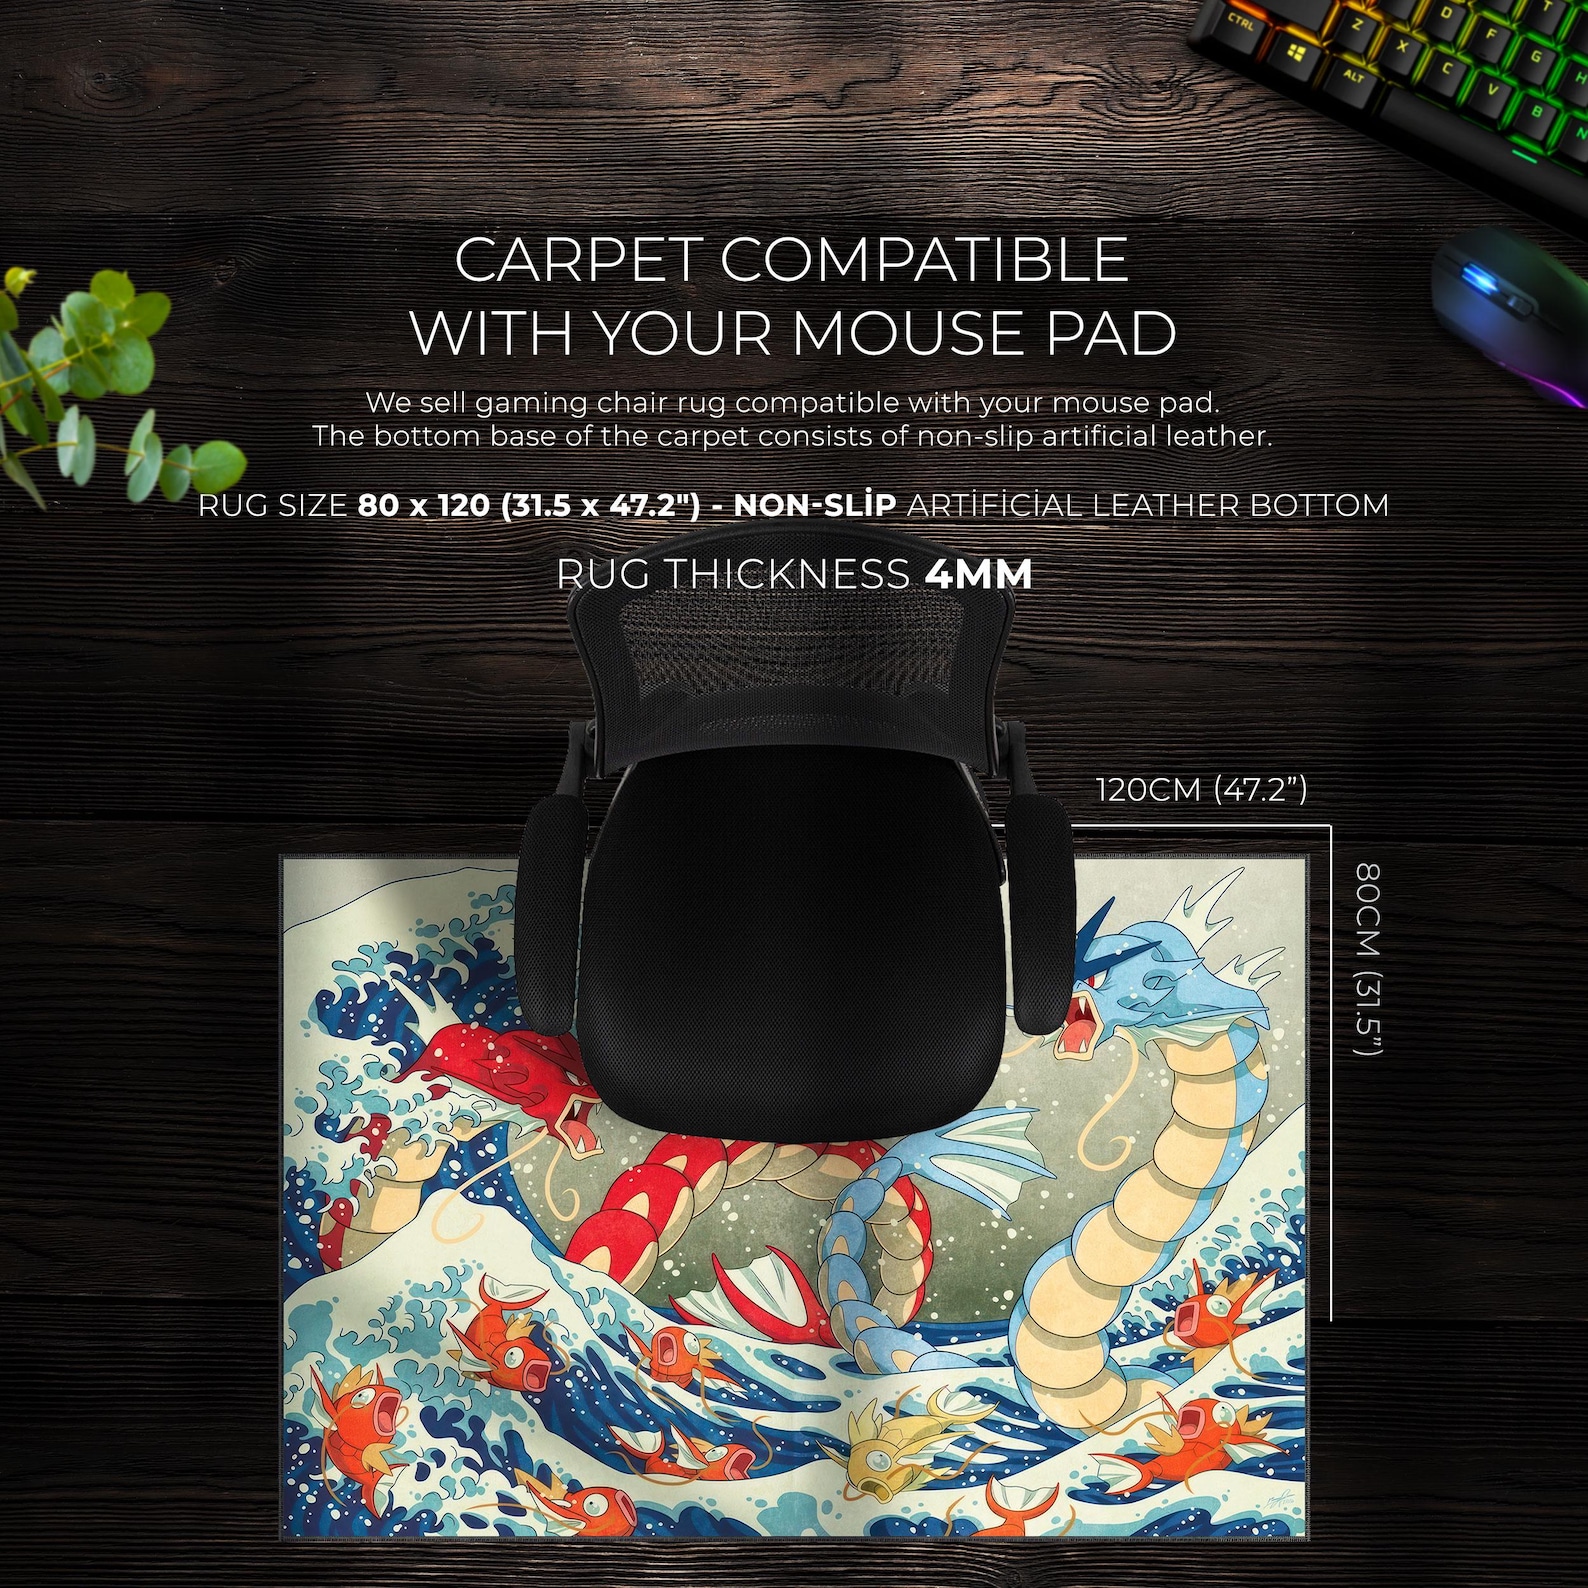 CARPET COMPATIBLE
WITH YOUR MOUSE PAD
We sell gaming chair rug compatible with your mouse pad.
The bottom base of the carpet consists of non-slip artificial leather.
RUG SIZE 80 x 120 (31.5 x 47.2") - NON-SLİP ARTİFİCİAL LEATHER BOTTOM
RUG THICKNESS 4MM
120CM (47.2”)
80CM (31.5”)
CTRL
ALT
Z
X
C
V
B
N
D
F
G
H
T